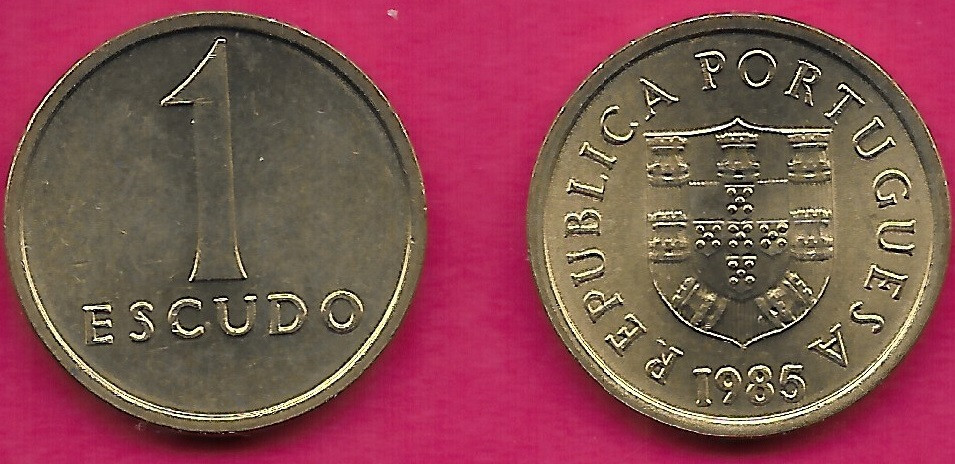 1
ESCUDO
REPUBLICA PORTUGUESA
1985